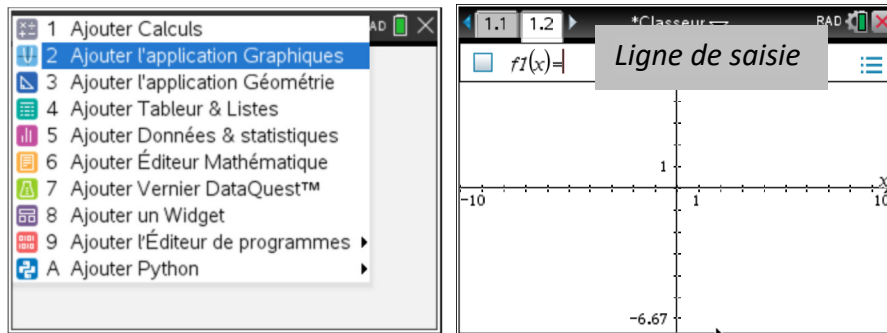 1 Ajouter Calculs
2 Ajouter l'application Graphiques
3 Ajouter l'application Géométrie
4 Ajouter Tableur & Listes
5 Ajouter Données & statistiques
6 Ajouter Éditeur Mathématique
7 Ajouter Vernier DataQuest™
8 Ajouter un Widget
9 Ajouter l'Éditeur de programmes
A Ajouter Python
AD
1.1 1.2 *Classeur RAD
f1(x)=
Ligne de saisie
1
x
-10 1 10
-6.67